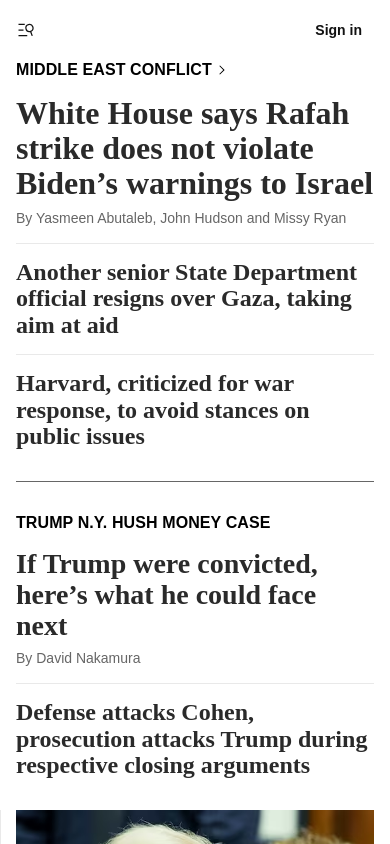 Sign in
MIDDLE EAST CONFLICT
White House says Rafah
strike does not violate
Biden’s warnings to Israel
By Yasmeen Abutaleb, John Hudson and Missy Ryan
Another senior State Department
official resigns over Gaza, taking
aim at aid
Harvard, criticized for war
response, to avoid stances on
public issues
TRUMP N.Y. HUSH MONEY CASE
If Trump were convicted,
here’s what he could face
next
By David Nakamura
Defense attacks Cohen,
prosecution attacks Trump during
respective closing arguments